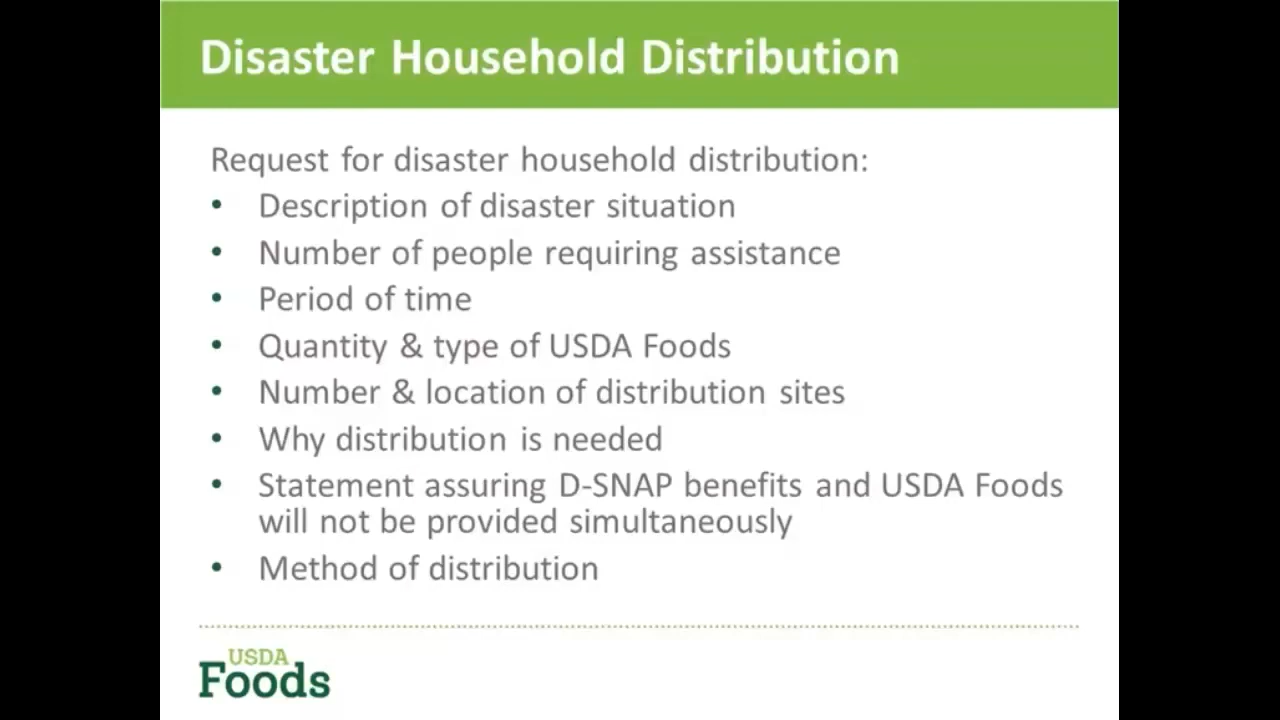 Disaster Household Distribution
Request for disaster household distribution:
• Description of disaster situation
• Number of people requiring assistance
• Period of time
• Quantity & type of USDA Foods
• Number & location of distribution sites
• Why distribution is needed
• Statement assuring D-SNAP benefits and USDA Foods
will not be provided simultaneously
• Method of distribution
USDA
Foods